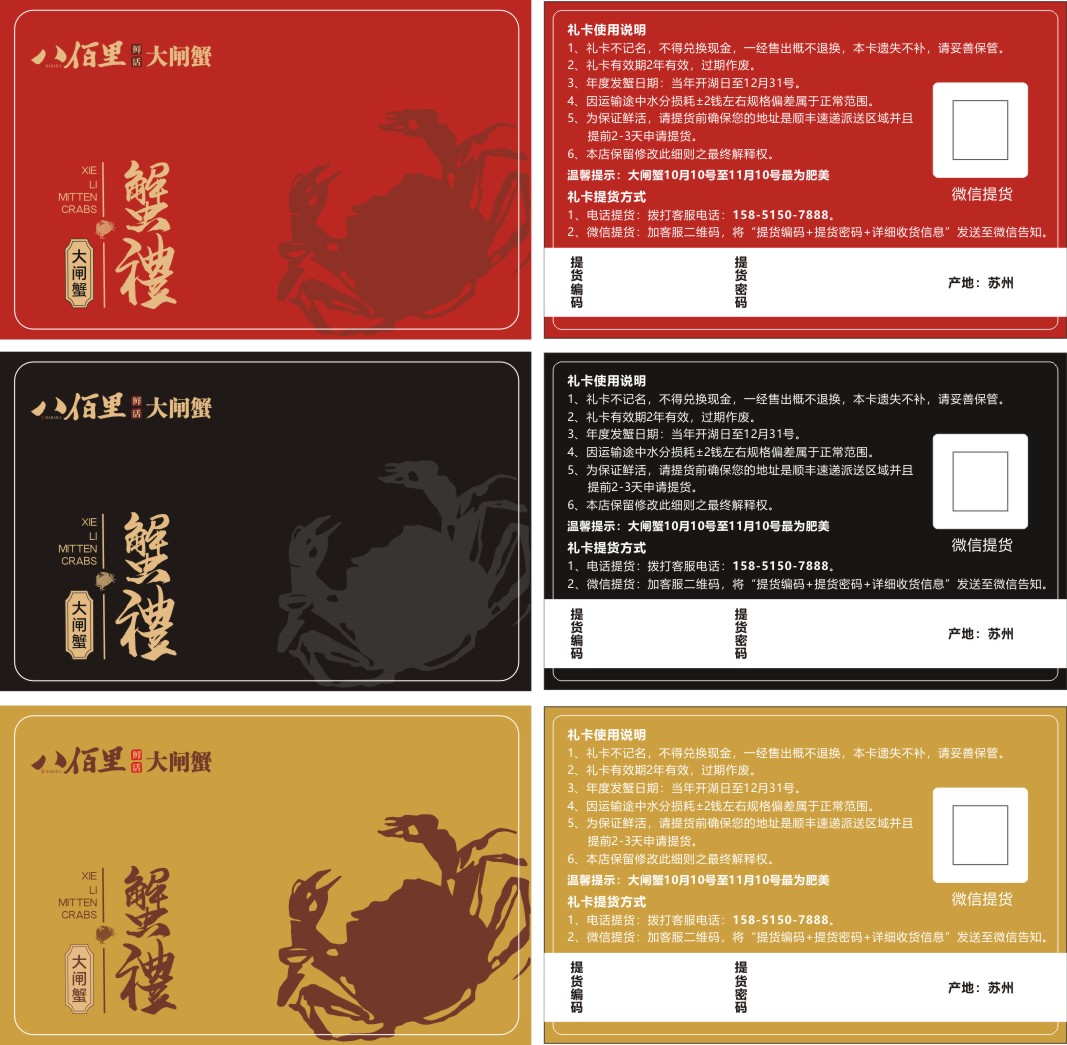 八佰里 鲜活 大闸蟹
XIE
LI
MITTEN
CRABS
大闸蟹
蟹禮
礼卡使用说明
1、礼卡不记名，不得兑换现金，一经售出概不退换，本卡遗失不补，请妥善保管。
2、礼卡有效期2年有效，过期作废。
3、年度发蟹日期：当年开湖日至12月31号。
4、因运输途中水分损耗±2钱左右规格偏差属于正常范围。
5、为保证鲜活，请提货前确保您的地址是顺丰速递派送区域并且
提前2-3天申请提货。
6、本店保留修改此细则之最终解释权。
温馨提示：大闸蟹10月10号至11月10号最为肥美
礼卡提货方式
1、电话提货：拨打客服电话：158-5150-7888。
2、微信提货：加客服二维码，将“提货编码+提货密码+详细收货信息”发送至微信告知。
微信提货
提货编码
提货密码
产地：苏州
八佰里 鲜活 大闸蟹
XIE
LI
MITTEN
CRABS
大闸蟹
蟹禮
礼卡使用说明
1、礼卡不记名，不得兑换现金，一经售出概不退换，本卡遗失不补，请妥善保管。
2、礼卡有效期2年有效，过期作废。
3、年度发蟹日期：当年开湖日至12月31号。
4、因运输途中水分损耗±2钱左右规格偏差属于正常范围。
5、为保证鲜活，请提货前确保您的地址是顺丰速递派送区域并且
提前2-3天申请提货。
6、本店保留修改此细则之最终解释权。
温馨提示：大闸蟹10月10号至11月10号最为肥美
礼卡提货方式
1、电话提货：拨打客服电话：158-5150-7888。
2、微信提货：加客服二维码，将“提货编码+提货密码+详细收货信息”发送至微信告知。
微信提货
提货编码
提货密码
产地：苏州
八佰里 鲜活 大闸蟹
XIE
LI
MITTEN
CRABS
大闸蟹
蟹禮
礼卡使用说明
1、礼卡不记名，不得兑换现金，一经售出概不退换，本卡遗失不补，请妥善保管。
2、礼卡有效期2年有效，过期作废。
3、年度发蟹日期：当年开湖日至12月31号。
4、因运输途中水分损耗±2钱左右规格偏差属于正常范围。
5、为保证鲜活，请提货前确保您的地址是顺丰速递派送区域并且
提前2-3天申请提货。
6、本店保留修改此细则之最终解释权。
温馨提示：大闸蟹10月10号至11月10号最为肥美
礼卡提货方式
1、电话提货：拨打客服电话：158-5150-7888。
2、微信提货：加客服二维码，将“提货编码+提货密码+详细收货信息”发送至微信告知。
微信提货
提货编码
提货密码
产地：苏州